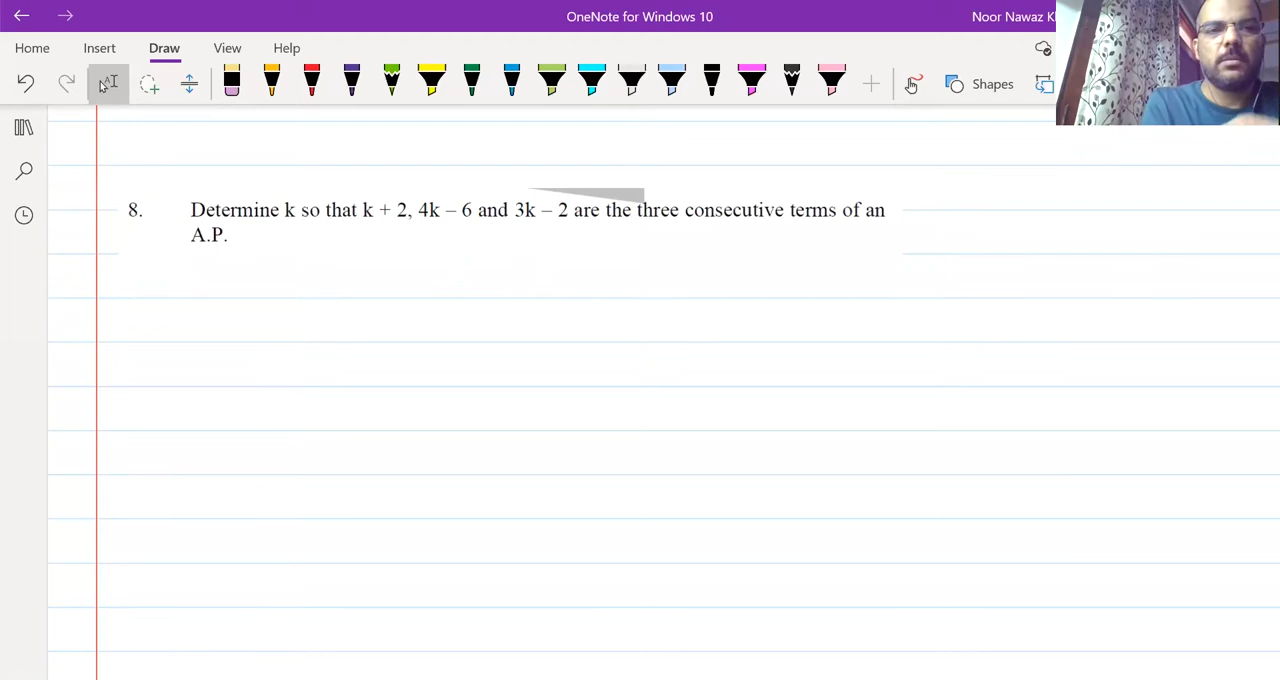 OneNote for Windows 10
Noor Nawaz K
Home Insert Draw View Help
Shapes
8. Determine k so that k + 2, 4k – 6 and 3k – 2 are the three consecutive terms of an
A.P.